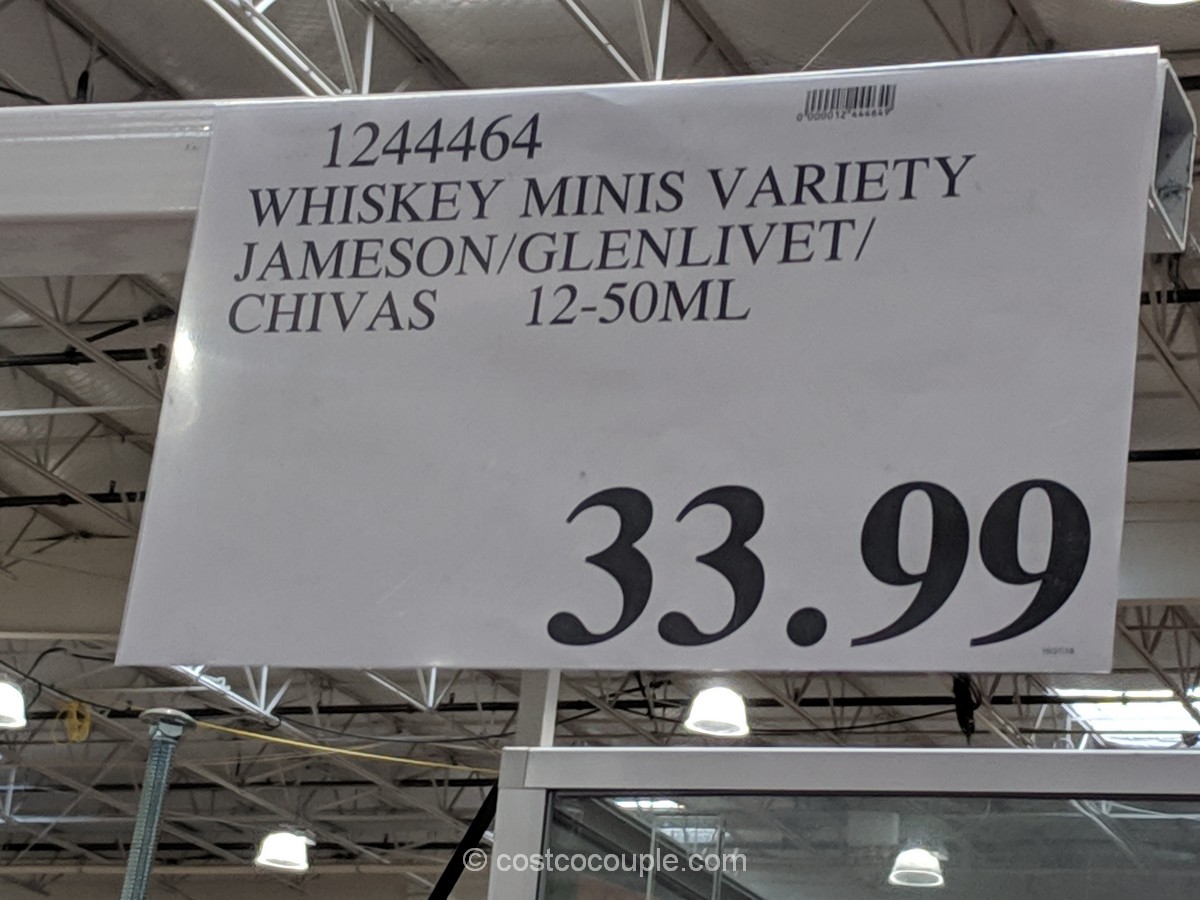 1244464
WHISKEY MINIS VARIETY
JAMESON/GLENLIVET/
CHIVAS 12-50ML
33.99
© costcocouple.com